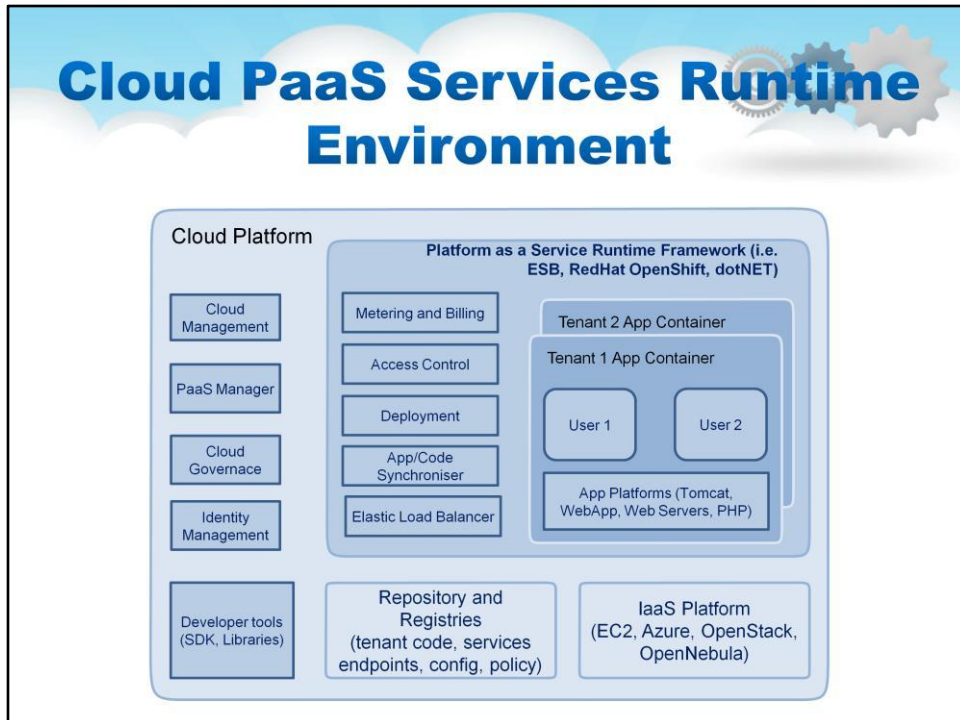 Cloud PaaS Services Runtime
Environment
Cloud Platform
Platform as a Service Runtime Framework (i.e.
ESB, RedHat OpenShift, dotNET)
Cloud
Management
PaaS Manager
Cloud
Governace
Identity
Management
Metering and Billing
Access Control
Deployment
App/Code
Synchroniser
Elastic Load Balancer
Tenant 2 App Container
Tenant 1 App Container
User 1
User 2
App Platforms (Tomcat,
WebApp, Web Servers, PHP)
Developer tools
(SDK, Libraries)
Repository and
Registries
(tenant code, services
endpoints, config, policy)
IaaS Platform
(EC2, Azure, OpenStack,
OpenNebula)